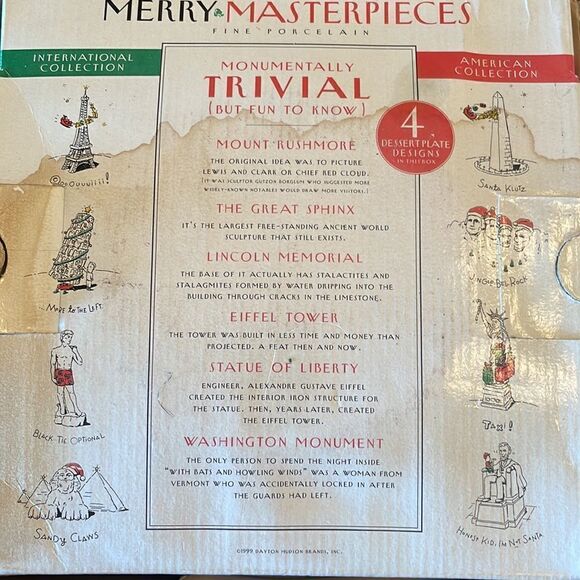 MERRY MASTERPIECES
FINE PORCELAIN
INTERNATIONAL
COLLECTION
OOOOUUUIIII!
MORE TO THE LEFT.
BLACK TIE OPTIONAL
SANDY CLAWS
MONUMENTALLY
TRIVIAL
(BUT FUN TO KNOW)
MOUNT RUSHMORE
THE ORIGINAL IDEA WAS TO PICTURE
LEWIS AND CLARK OR CHIEF RED CLOUD.
(IT WAS SCULPTOR GUTZON BORGLUM WHO SUGGESTED MORE
WIDELY-KNOWN NOTABLES WOULD DRAW MORE VISITORS.)
THE GREAT SPHINX
IT'S THE LARGEST FREE-STANDING ANCIENT WORLD
SCULPTURE THAT STILL EXISTS.
LINCOLN MEMORIAL
THE BASE OF IT ACTUALLY HAS STALACTITES AND
STALAGMITES FORMED BY WATER DRIPPING INTO THE
BUILDING THROUGH CRACKS IN THE LIMESTONE.
EIFFEL TOWER
THE TOWER WAS BUILT IN LESS TIME AND MONEY THAN
PROJECTED. A FEAT THEN AND NOW.
STATUE OF LIBERTY
ENGINEER, ALEXANDRE GUSTAVE EIFFEL
CREATED THE INTERIOR IRON STRUCTURE FOR
THE STATUE. THEN, YEARS LATER, CREATED
THE EIFFEL TOWER.
WASHINGTON MONUMENT
THE ONLY PERSON TO SPEND THE NIGHT INSIDE
"WITH BATS AND HOWLING WINDS" WAS A WOMAN FROM
VERMONT WHO WAS ACCIDENTALLY LOCKED IN AFTER
THE GUARDS HAD LEFT.
4
DESSERT PLATE
DESIGNS
IN THIS BOX
AMERICAN
COLLECTION
SANTA KLUTZ
JINGLE BEL ROCK
TAXI!
HONEST KID, I'M NOT SANTA
©1999 DAYTON HUDSON BRANDS, INC.